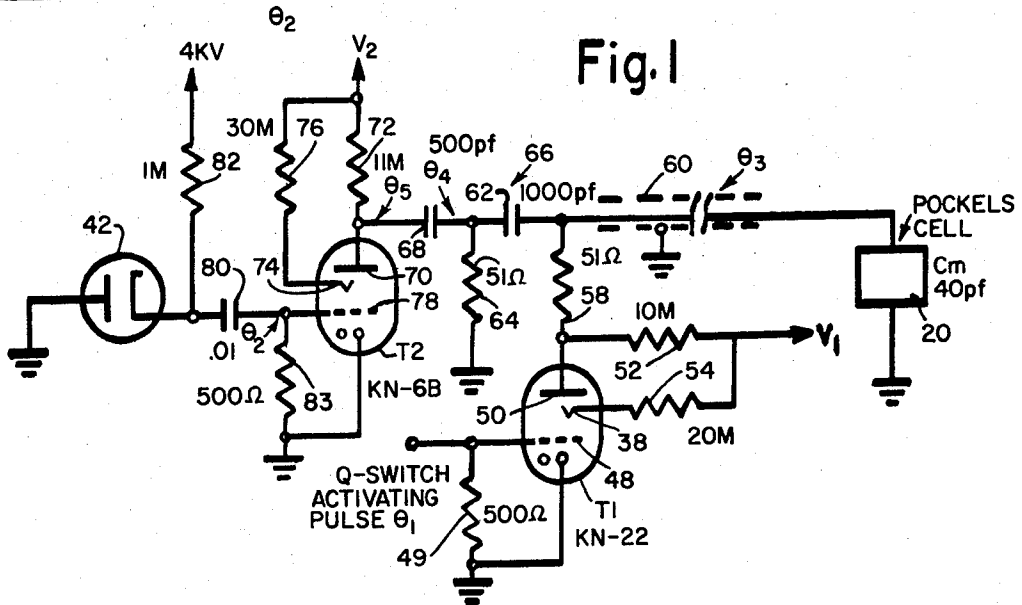 θ2
Fig.1
4KV
V2
30M
76
72
82
1M
11M
500pf
θ4
66
62
1000pf
60
θ3
θ5
POCKELS
CELL
42
80
68
51Ω
64
51Ω
58
Cm
40pf
20
74
70
78
θ2
.01
T2
10M
52
V1
500Ω
83
KN-6B
50
54
38
20M
48
Q-SWITCH
ACTIVATING
PULSE θ1
49
500Ω
T1
KN-22